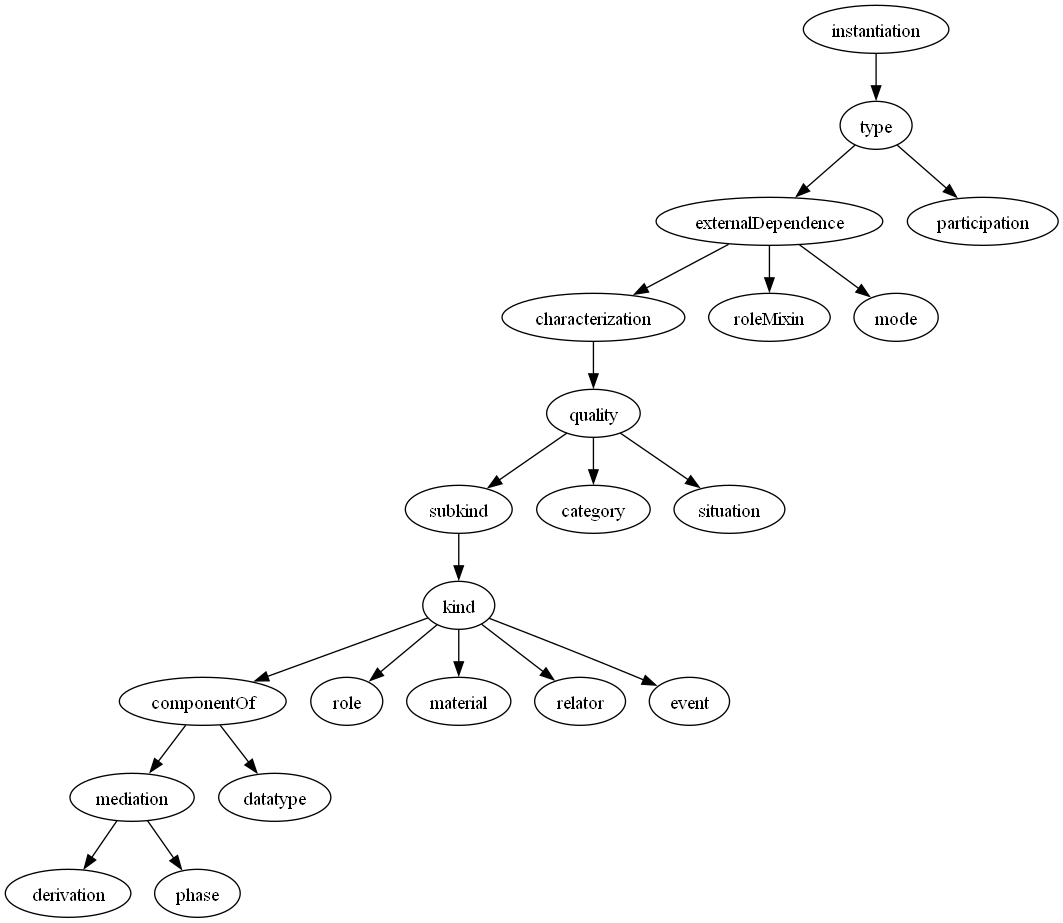 instantiation
type
externalDependence
participation
characterization
roleMixin
mode
quality
subkind
category
situation
kind
componentOf
role
material
relator
event
mediation
datatype
derivation
phase